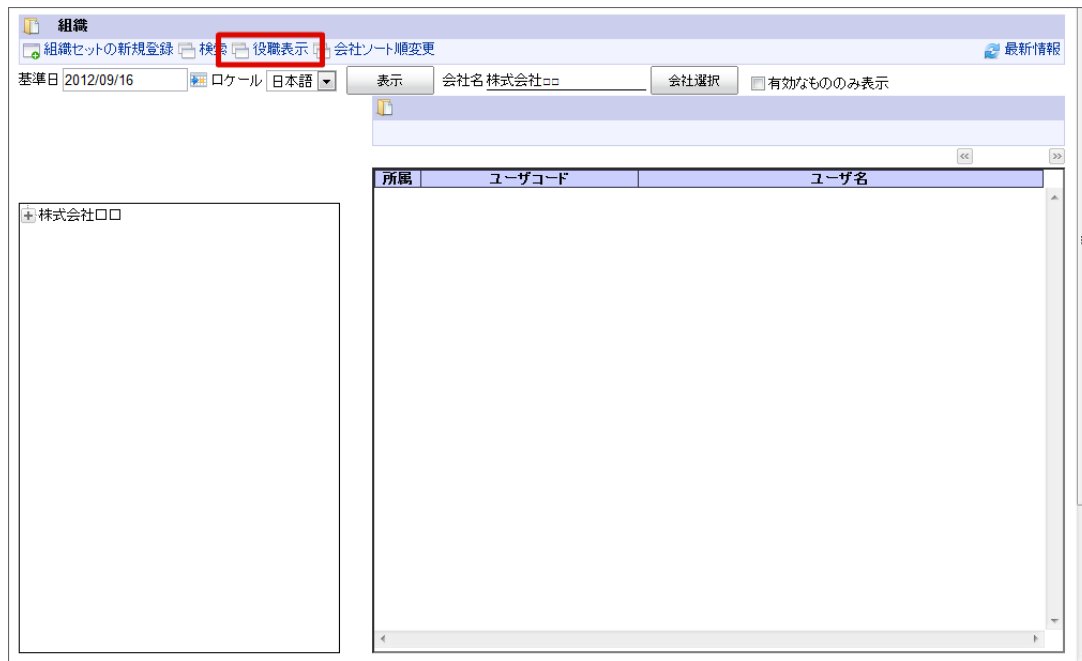 組織
組織セットの新規登録 検索 役職表示 会社ソート順変更 最新情報
基準日 2012/09/16 ロケール 日本語 表示 会社名 株式会社□□ 会社選択 有効なもののみ表示
<< >>
所属 ユーザコード ユーザ名
株式会社□□